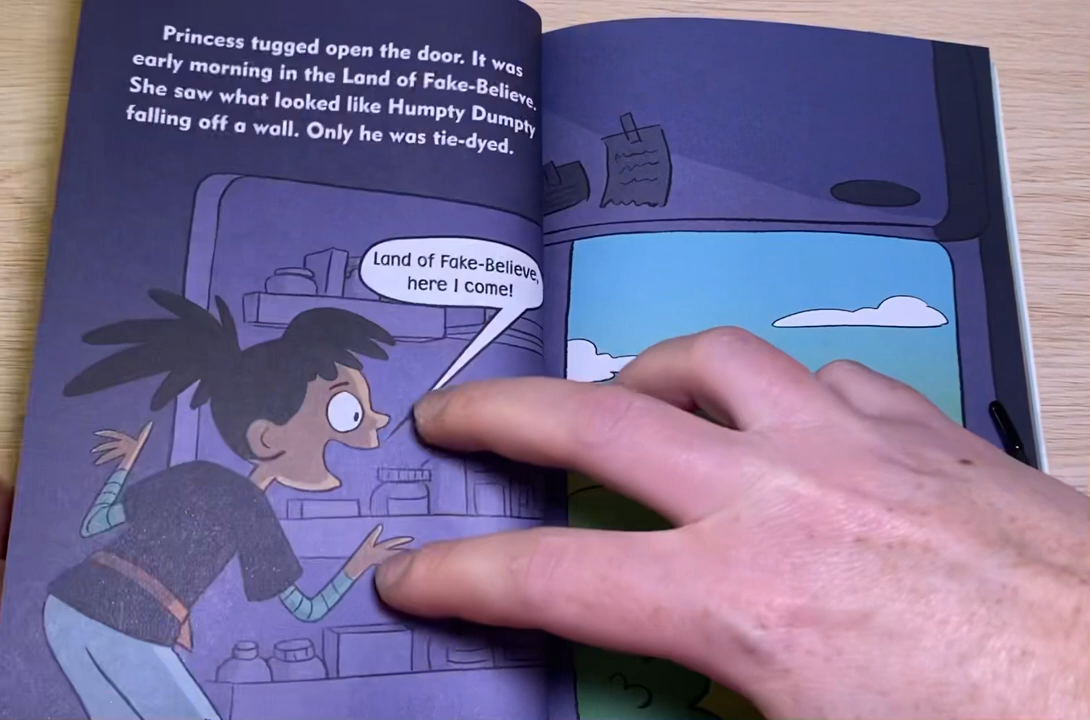 Princess tugged open the door. It was
early morning in the Land of Fake-Believe.
She saw what looked like Humpty Dumpty
falling off a wall. Only he was tie-dyed.
Land of Fake-Believe,
here I come!